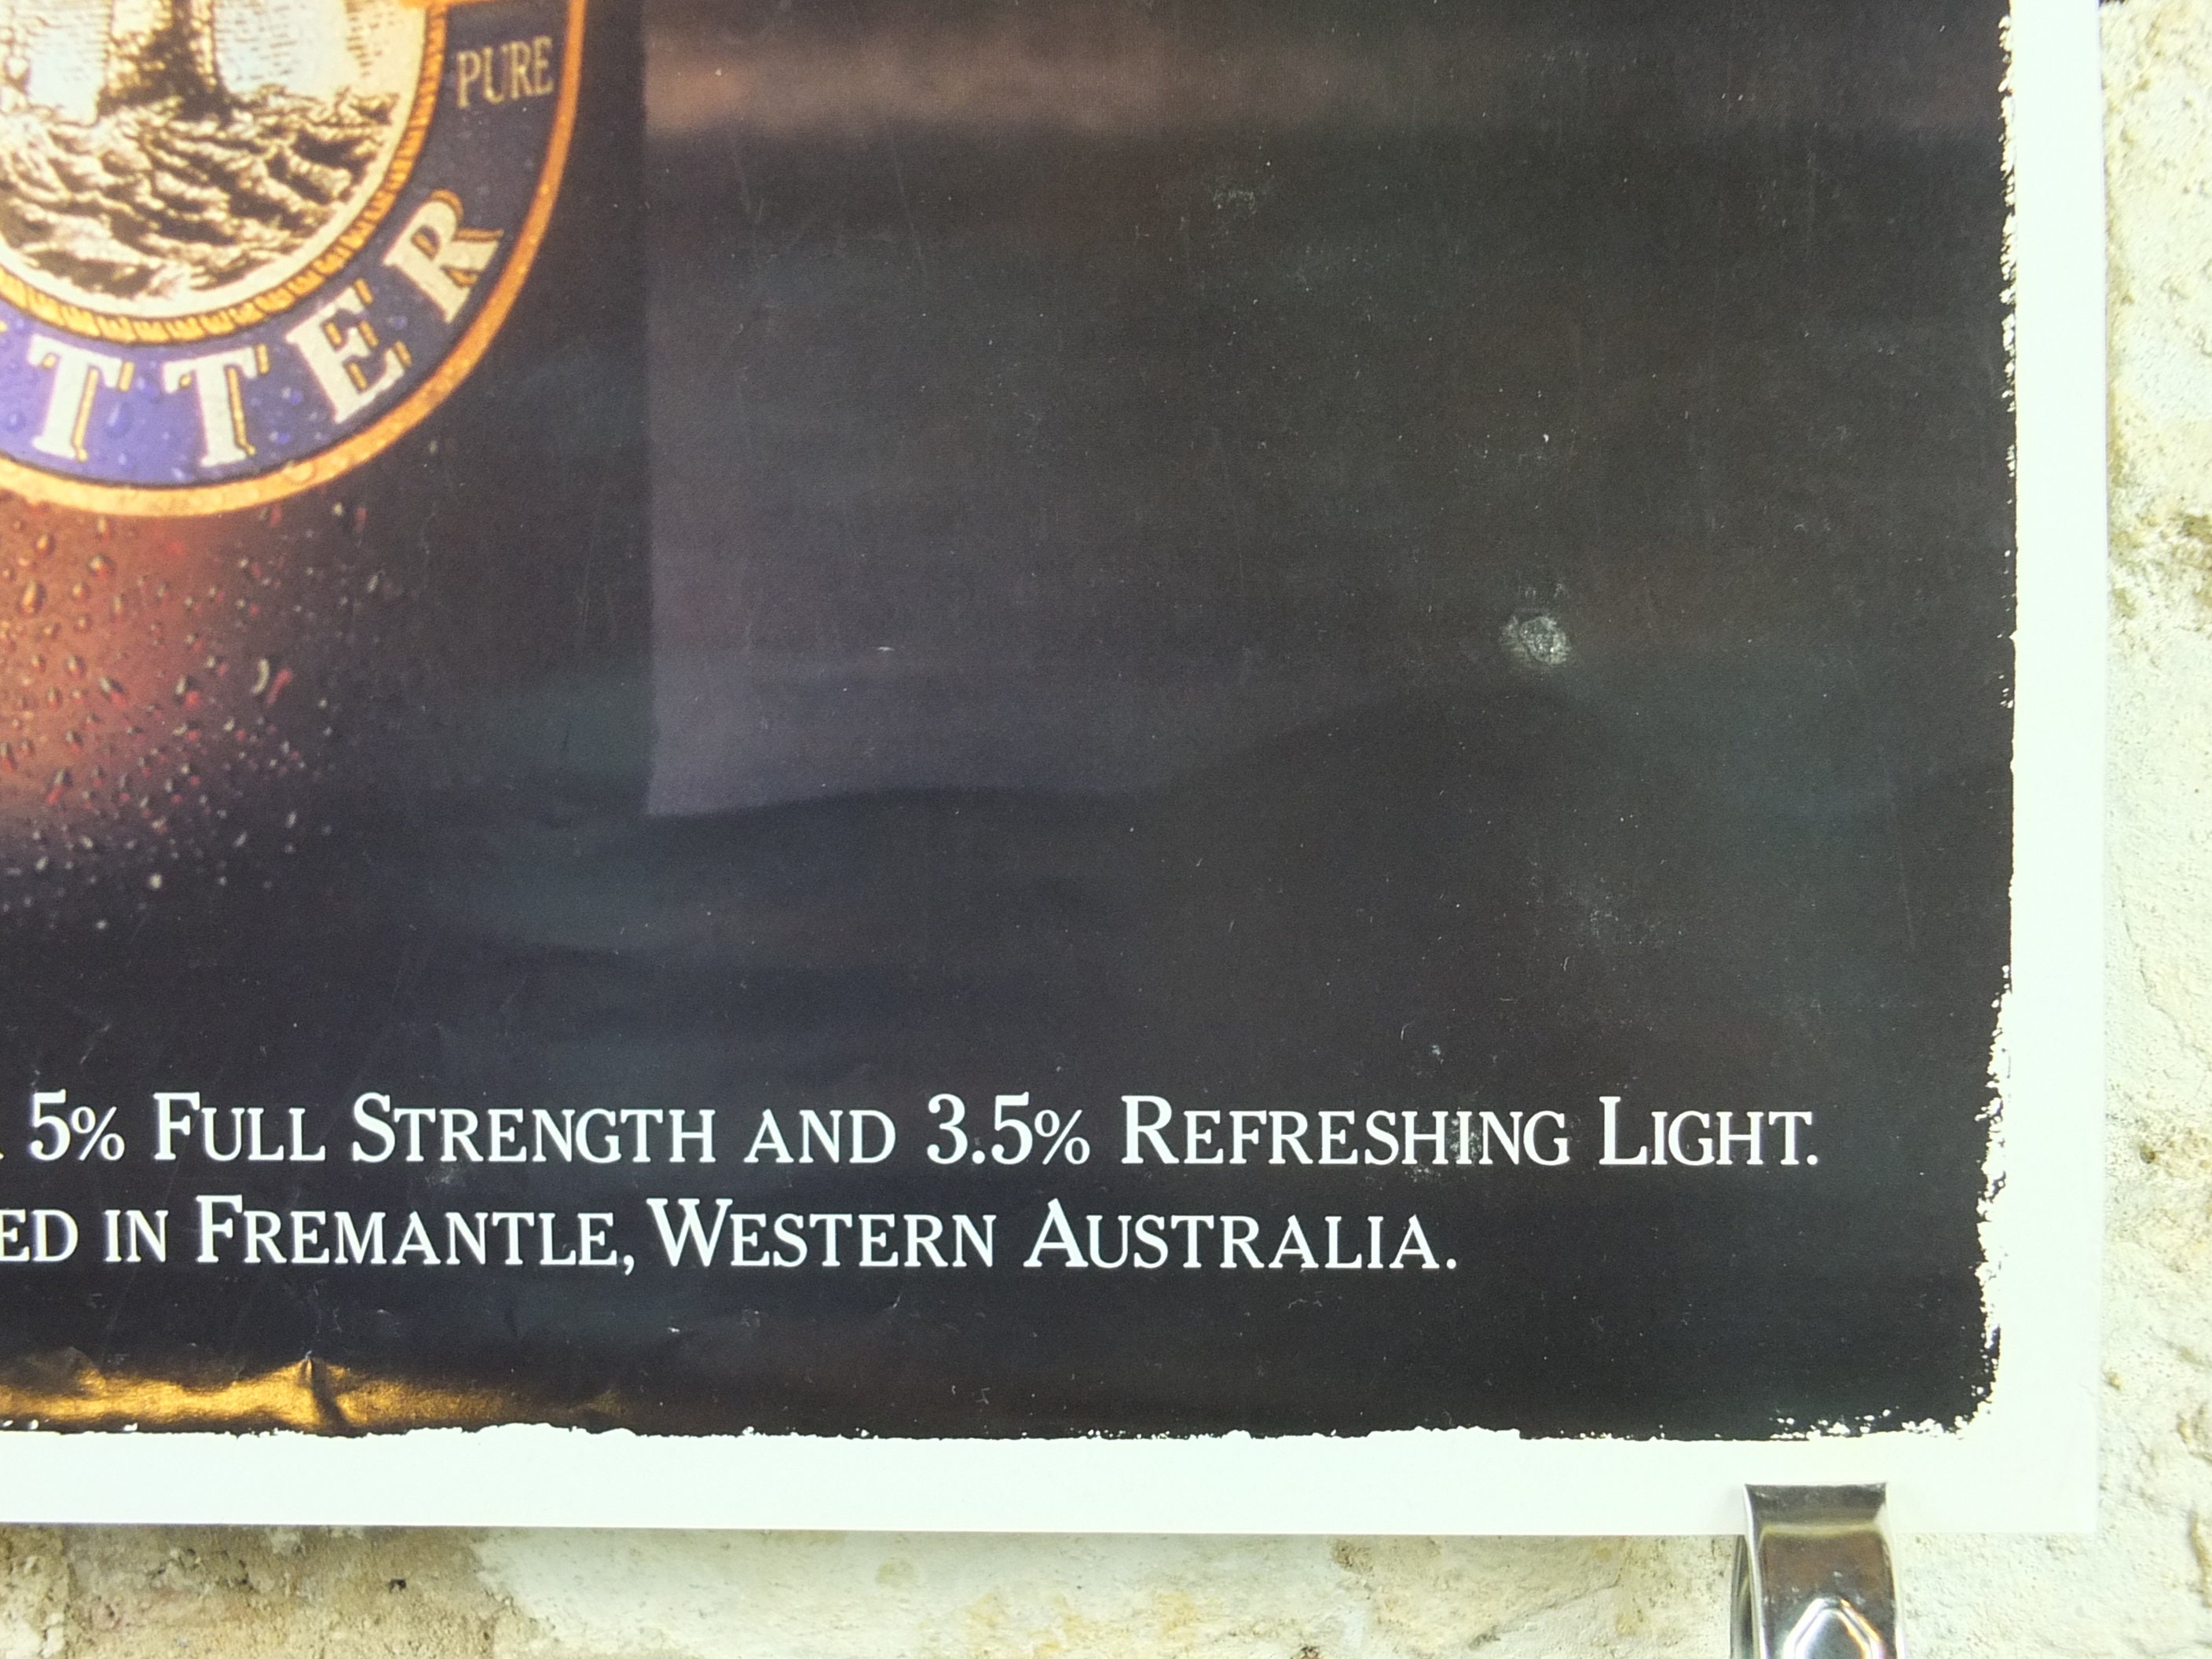 PURE
TTER
5% FULL STRENGTH AND 3.5% REFRESHING LIGHT.
ED IN FREMANTLE, WESTERN AUSTRALIA.